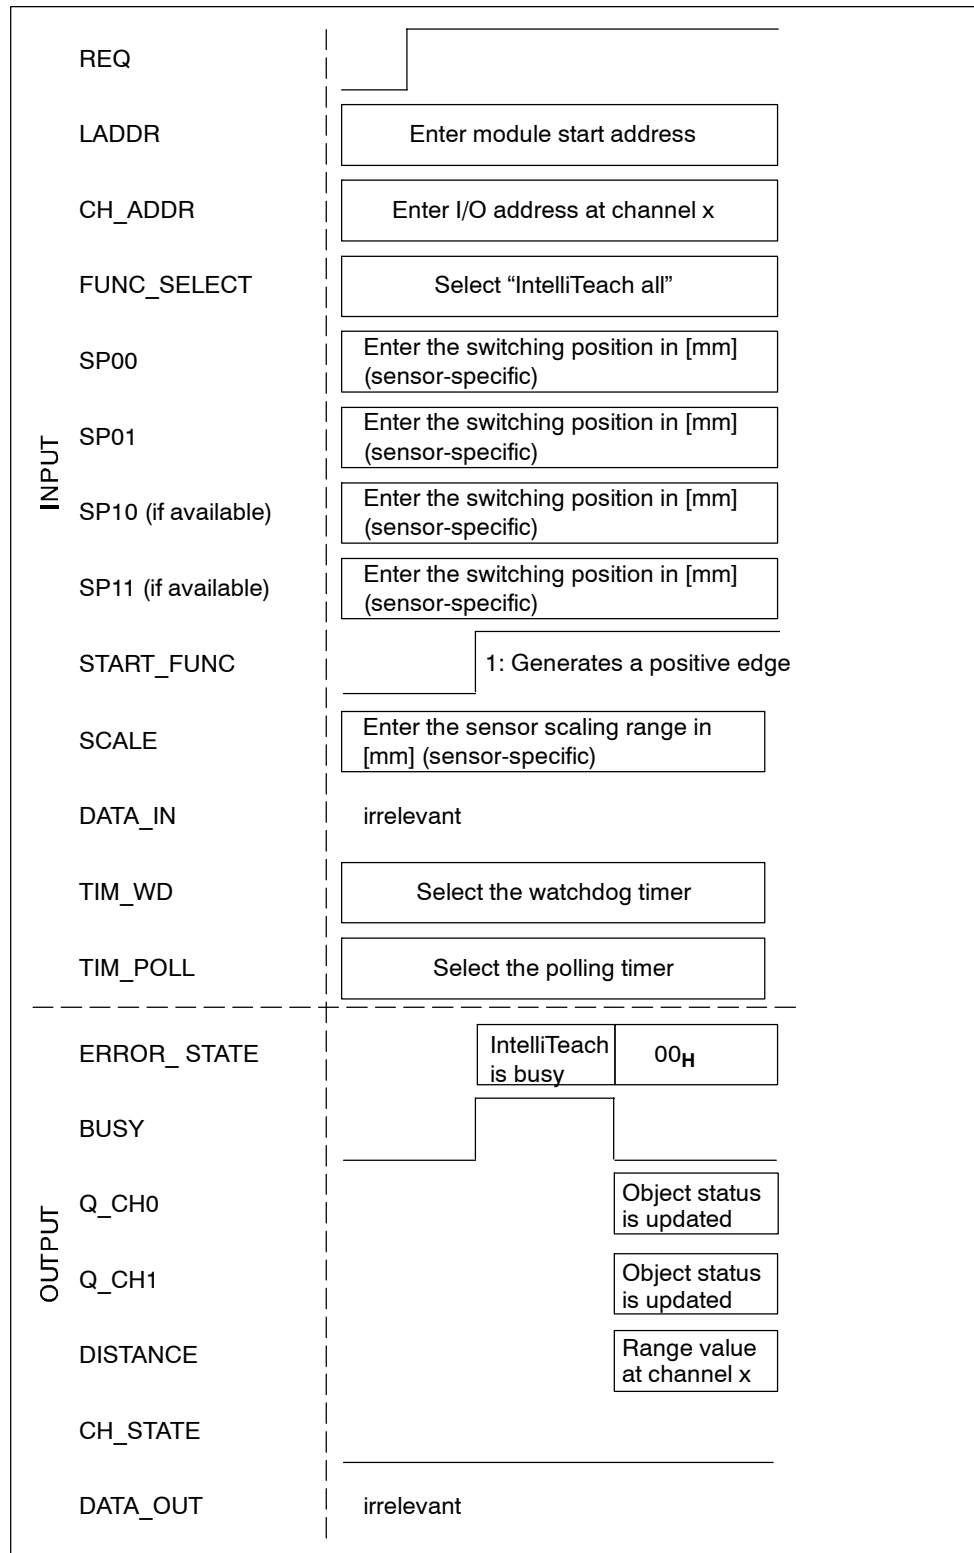 REQ
LADDR
Enter module start address
CH_ADDR
Enter I/O address at channel x
FUNC_SELECT
Select “IntelliTeach all”
SP00
Enter the switching position in [mm]
(sensor-specific)
INPUT
SP01
Enter the switching position in [mm]
(sensor-specific)
SP10 (if available)
Enter the switching position in [mm]
(sensor-specific)
SP11 (if available)
Enter the switching position in [mm]
(sensor-specific)
START_FUNC
1: Generates a positive edge
SCALE
Enter the sensor scaling range in
[mm] (sensor-specific)
DATA_IN
irrelevant
TIM_WD
Select the watchdog timer
TIM_POLL
Select the polling timer
ERROR_ STATE
IntelliTeach
is busy
00H
BUSY
OUTPUT
Q_CH0
Object status
is updated
Q_CH1
Object status
is updated
DISTANCE
Range value
at channel x
CH_STATE
DATA_OUT
irrelevant